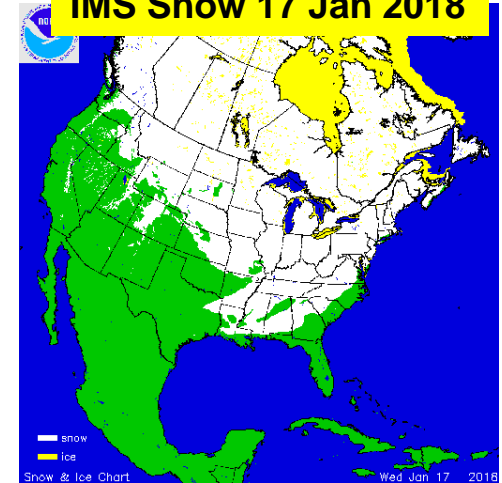 IMS Snow 17 Jan 2018
snow
ice
Snow & Ice Chart
Wed Jan 17 2018